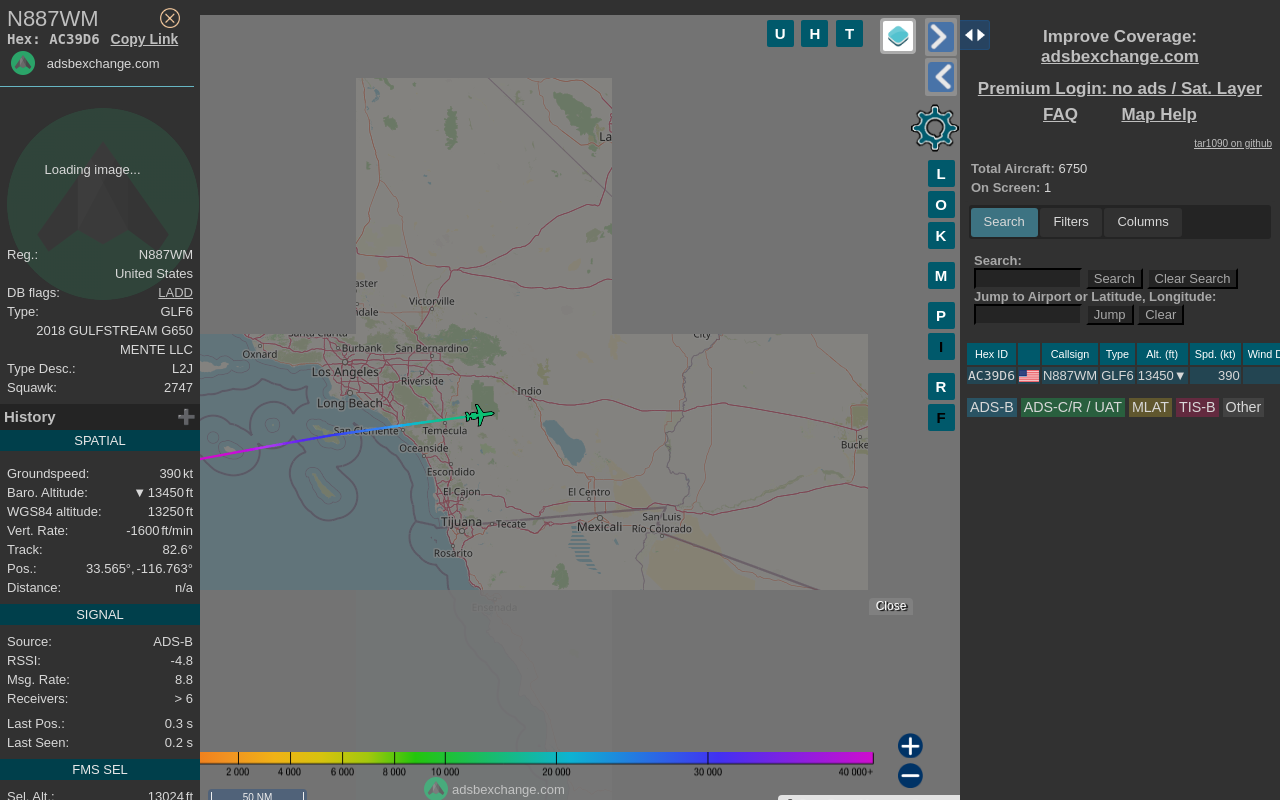 N887WM
Hex: AC39D6 Copy Link
adsbexchange.com
Loading image...
Reg.: N887WM
United States
DB flags: LADD
Type: GLF6
2018 GULFSTREAM G650
MENTE LLC
Type Desc.: L2J
Squawk: 2747
History
SPATIAL
Groundspeed: 390 kt
Baro. Altitude: ▼ 13450 ft
WGS84 altitude: 13250 ft
Vert. Rate: -1600 ft/min
Track: 82.6°
Pos.: 33.565°, -116.763°
Distance: n/a
SIGNAL
Source: ADS-B
RSSI: -4.8
Msg. Rate: 8.8
Receivers: > 6
Last Pos.: 0.3 s
Last Seen: 0.2 s
FMS SEL
Sel. Alt.: 13024 ft
U H T
L
O
K
M
P
I
R
F
La
aster
Victorville
ndale
Santa Clarita
City
Oxnard
Burbank
San Bernardino
Los Angeles
Riverside
Indio
Long Beach
San Clemente
Temecula
Oceanside
Bucke
Escondido
El Cajon
El Centro
Tijuana
Tecate
Mexicali
San Luis
Río Colorado
Rosarito
Ensenada
Close
2 000 4 000 6 000 8 000 10 000 20 000 30 000 40 000+
adsbexchange.com
50 NM
Improve Coverage:
adsbexchange.com
Premium Login: no ads / Sat. Layer
FAQ Map Help
tar1090 on github
Total Aircraft: 6750
On Screen: 1
Search Filters Columns
Search:
Search Clear Search
Jump to Airport or Latitude, Longitude:
Jump Clear
Hex ID Callsign Type Alt. (ft) Spd. (kt) Wind D
AC39D6 N887WM GLF6 13450▼ 390
ADS-B ADS-C/R / UAT MLAT TIS-B Other